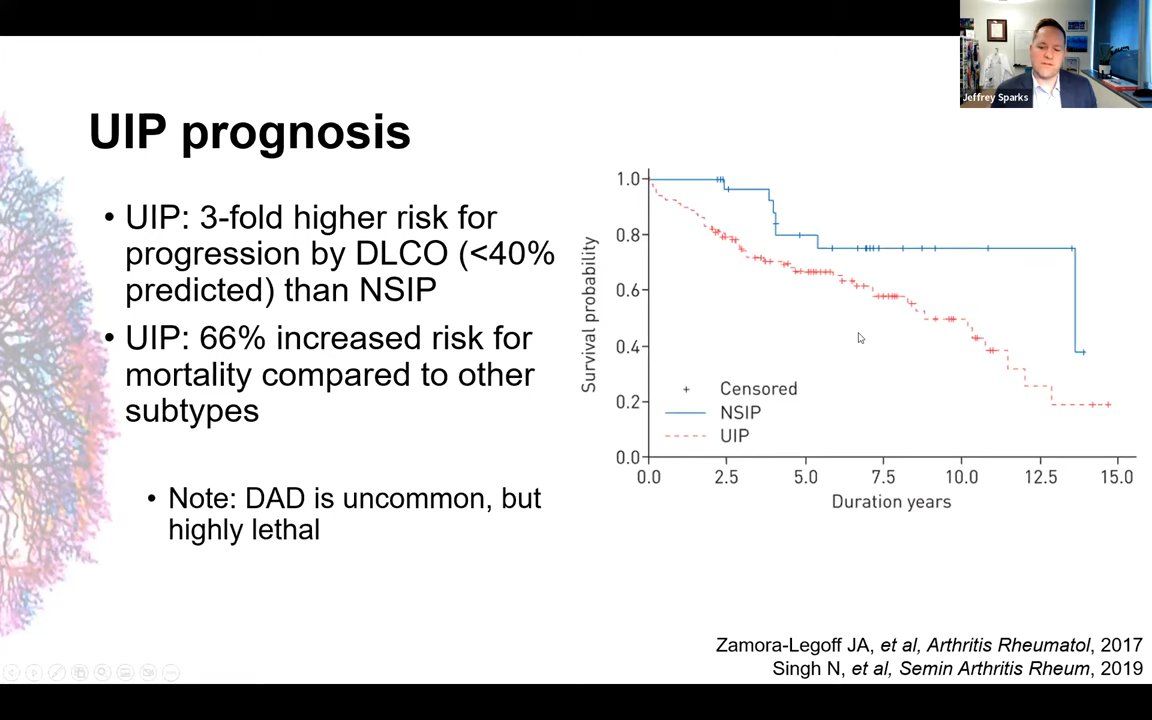 Jeffrey Sparks
UIP prognosis
• UIP: 3-fold higher risk for
progression by DLCO (<40%
predicted) than NSIP
• UIP: 66% increased risk for
mortality compared to other
subtypes
• Note: DAD is uncommon, but
highly lethal
Survival probability
1.0
0.8
0.6
0.4
0.2
0.0
Censored
NSIP
UIP
0.0 2.5 5.0 7.5 10.0 12.5 15.0
Duration years
Zamora-Legoff JA, et al, Arthritis Rheumatol, 2017
Singh N, et al, Semin Arthritis Rheum, 2019